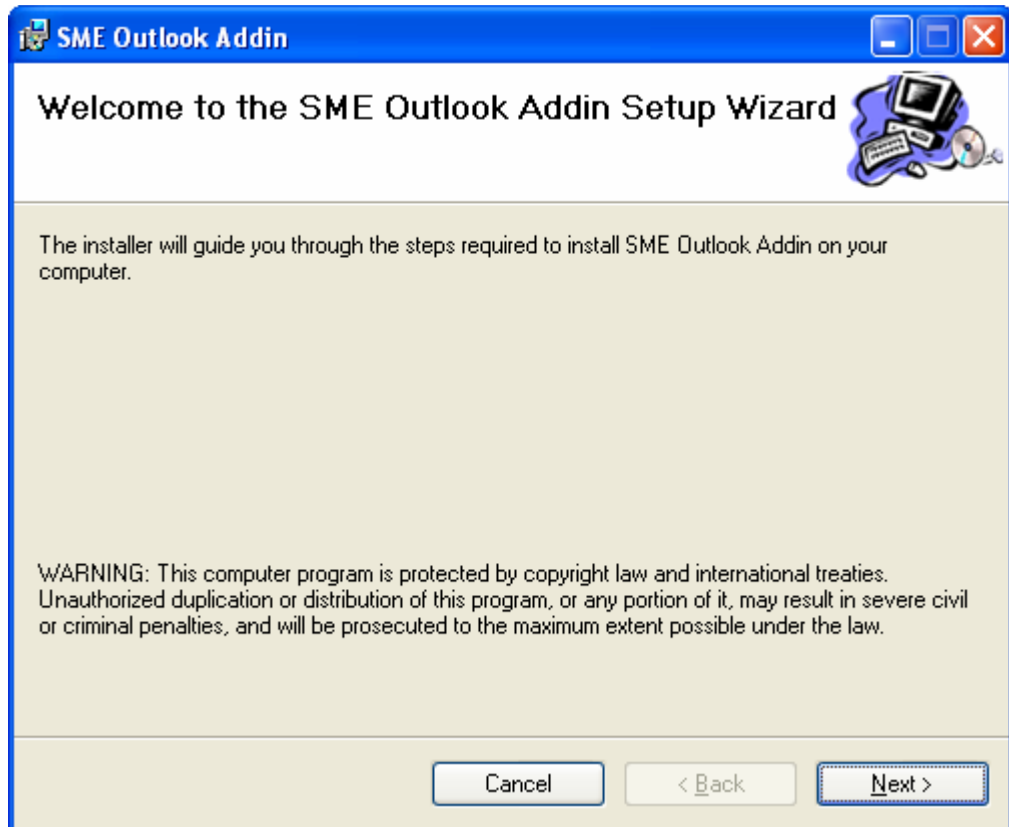 SME Outlook Addin
Welcome to the SME Outlook Addin Setup Wizard
The installer will guide you through the steps required to install SME Outlook Addin on your
computer.
WARNING: This computer program is protected by copyright law and international treaties.
Unauthorized duplication or distribution of this program, or any portion of it, may result in severe civil
or criminal penalties, and will be prosecuted to the maximum extent possible under the law.
Cancel < Back Next >